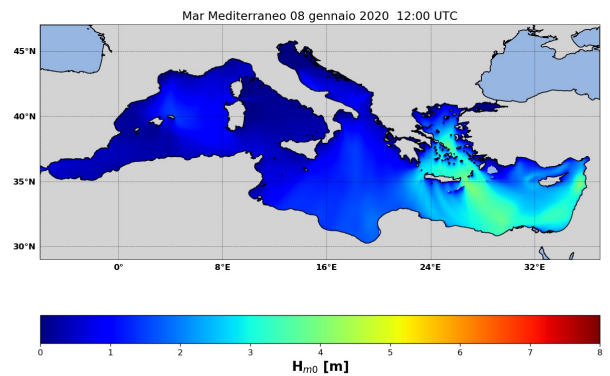 Mar Mediterraneo 08 gennaio 2020 12:00 UTC
45°N
40°N
35°N
30°N
0° 8°E 16°E 24°E 32°E
0 1 2 3 4 5 6 7 8
Hm0 [m]